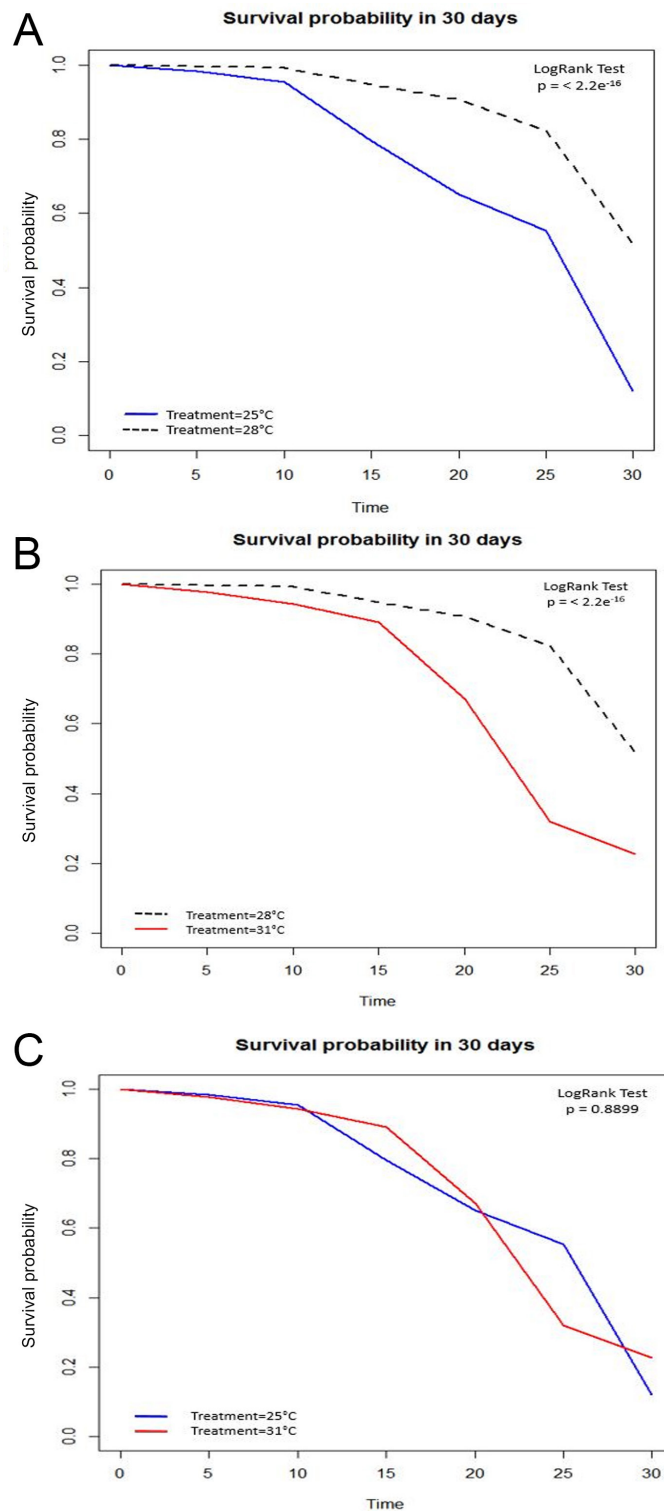 A
Survival probability in 30 days
LogRank Test
p = < 2.2e-16
Survival probability
1.0
0.8
0.6
0.4
0.2
0.0
Treatment=25°C
Treatment=28°C
0 5 10 15 20 25 30
Time
B
Survival probability in 30 days
LogRank Test
p = < 2.2e-16
Survival probability
1.0
0.8
0.6
0.4
0.2
0.0
Treatment=28°C
Treatment=31°C
0 5 10 15 20 25 30
Time
C
Survival probability in 30 days
LogRank Test
p = 0.8899
Survival probability
1.0
0.8
0.6
0.4
0.2
0.0
Treatment=25°C
Treatment=31°C
0 5 10 15 20 25 30
Time